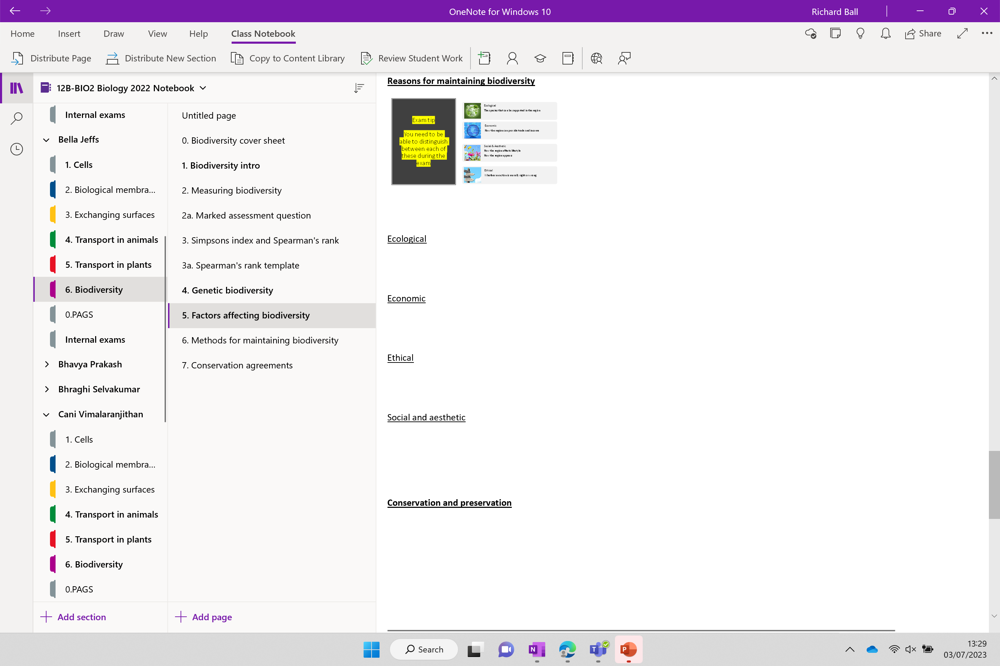 OneNote for Windows 10
Richard Ball
Home
Insert
Draw
View
Help
Class Notebook
Share
Distribute Page
Distribute New Section
Copy to Content Library
Review Student Work
12B-BIO2 Biology 2022 Notebook
Internal exams
Bella Jeffs
1. Cells
2. Biological membra...
3. Exchanging surfaces
4. Transport in animals
5. Transport in plants
6. Biodiversity
0.PAGS
Internal exams
Bhavya Prakash
Bhraghi Selvakumar
Cani Vimalaranjithan
1. Cells
2. Biological membra...
3. Exchanging surfaces
4. Transport in animals
5. Transport in plants
6. Biodiversity
0.PAGS
Add section
Untitled page
0. Biodiversity cover sheet
1. Biodiversity intro
2. Measuring biodiversity
2a. Marked assessment question
3. Simpsons index and Spearman's rank
3a. Spearman's rank template
4. Genetic biodiversity
5. Factors affecting biodiversity
6. Methods for maintaining biodiversity
7. Conservation agreements
Add page
Reasons for maintaining biodiversity
Exam tip
You need to be
able to distinguish
between each of
these during the
exam
Ecological
The species that can be supported in the region
Economic
How the region can provide trade and income
Social & Aesthetic
How the region affects lifestyle
How the region appears
Ethical
Whether an action is morally right or wrong
Ecological
Economic
Ethical
Social and aesthetic
Conservation and preservation
Search
13:29
03/07/2023